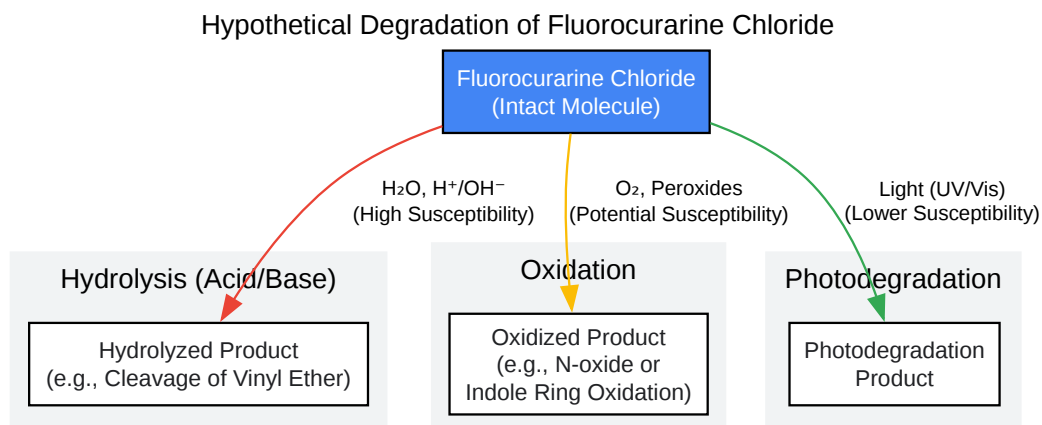 Hypothetical Degradation of Fluorocurarine Chloride
Fluorocurarine Chloride
(Intact Molecule)
H₂O, H⁺/OH⁻
(High Susceptibility)
O₂, Peroxides
(Potential Susceptibility)
Light (UV/Vis)
(Lower Susceptibility)
Hydrolysis (Acid/Base)
Hydrolyzed Product
(e.g., Cleavage of Vinyl Ether)
Oxidation
Oxidized Product
(e.g., N-oxide or
Indole Ring Oxidation)
Photodegradation
Photodegradation
Product